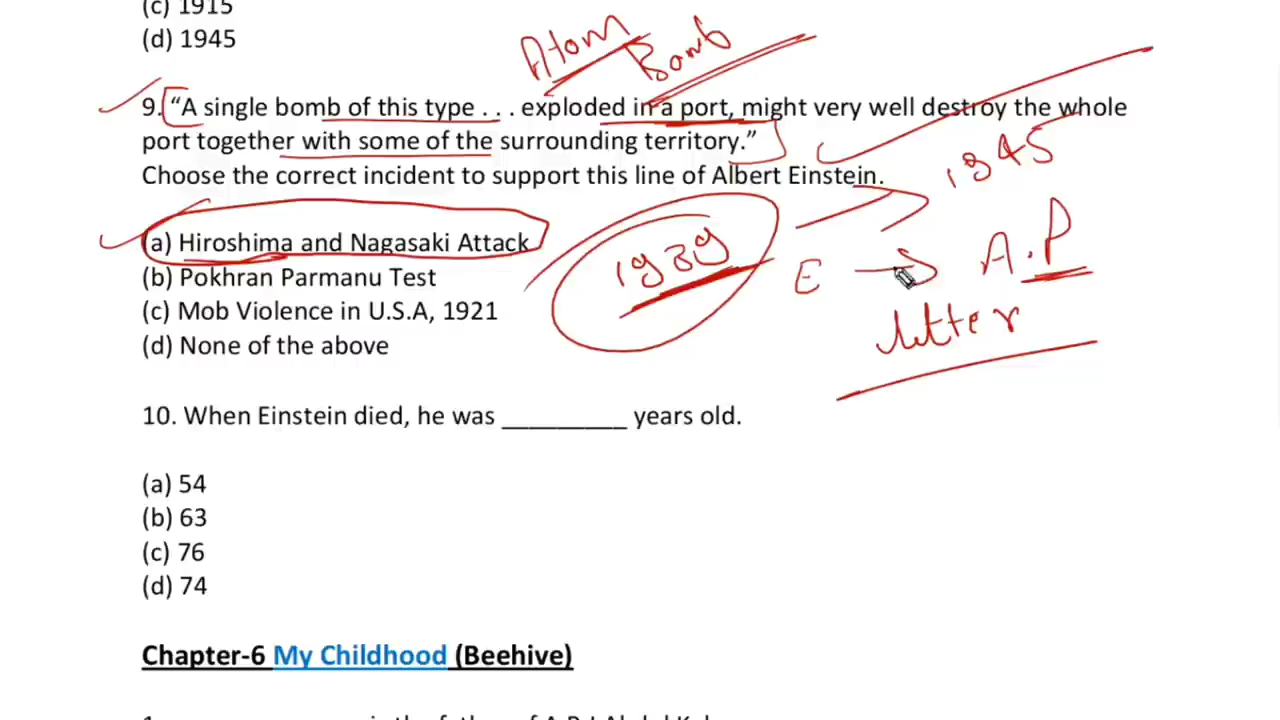 (c) 1915
(d) 1945
Atom Bomb
9. “A single bomb of this type . . . exploded in a port, might very well destroy the whole
port together with some of the surrounding territory.”
1945
Choose the correct incident to support this line of Albert Einstein.
(a) Hiroshima and Nagasaki Attack
1939
E → A.P
(b) Pokhran Parmanu Test
(c) Mob Violence in U.S.A, 1921
letter
(d) None of the above
10. When Einstein died, he was _________ years old.
(a) 54
(b) 63
(c) 76
(d) 74
Chapter-6 My Childhood (Beehive)